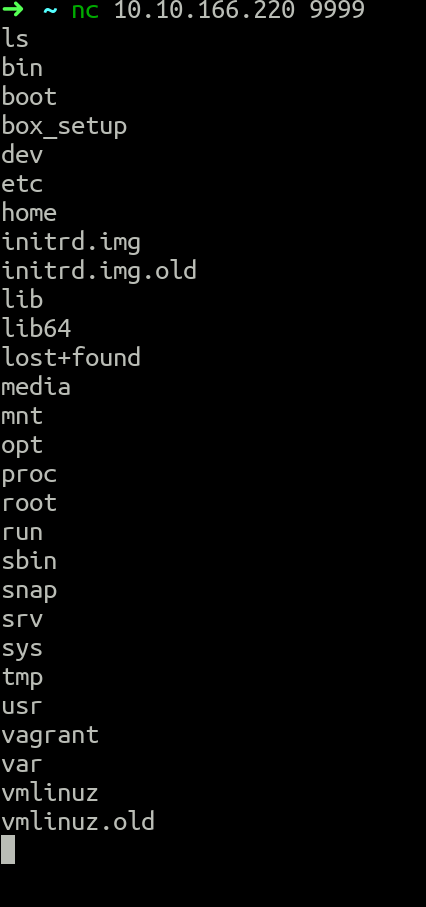 ➜ ~ nc 10.10.166.220 9999
ls
bin
boot
box_setup
dev
etc
home
initrd.img
initrd.img.old
lib
lib64
lost+found
media
mnt
opt
proc
root
run
sbin
snap
srv
sys
tmp
usr
vagrant
var
vmlinuz
vmlinuz.old